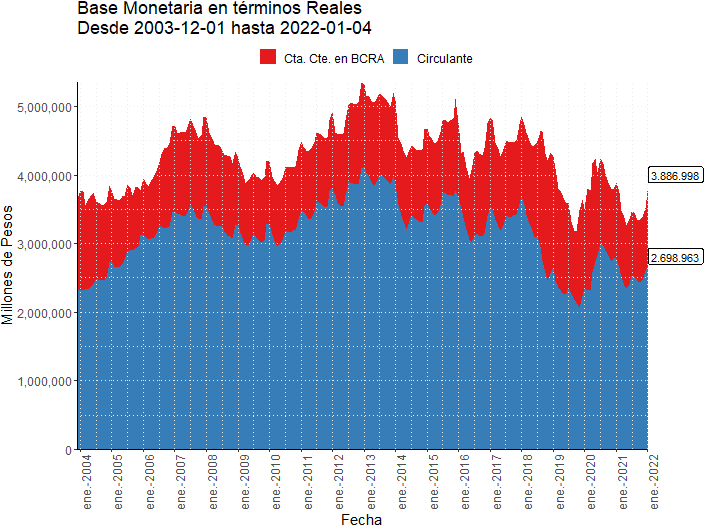 Base Monetaria en términos Reales
Desde 2003-12-01 hasta 2022-01-04
Cta. Cte. en BCRA
Circulante
Millones de Pesos
5,000,000
4,000,000
3,000,000
2,000,000
1,000,000
0
3.886.998
2.698.963
ene.-2004
ene.-2005
ene.-2006
ene.-2007
ene.-2008
ene.-2009
ene.-2010
ene.-2011
ene.-2012
ene.-2013
ene.-2014
ene.-2015
ene.-2016
ene.-2017
ene.-2018
ene.-2019
ene.-2020
ene.-2021
ene.-2022
Fecha